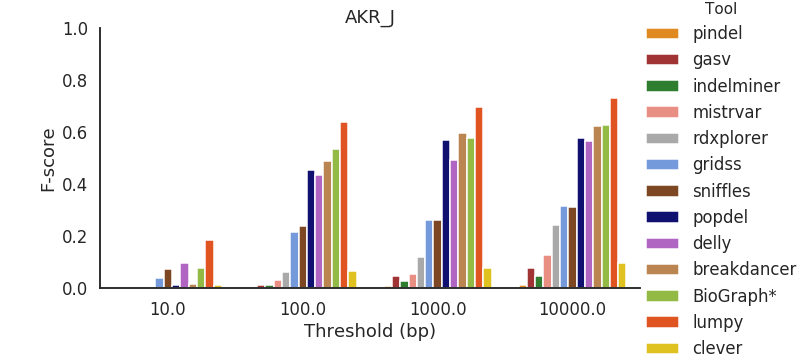 AKR_J
Tool
pindel
gasv
indelminer
mistrvar
rdxplorer
gridss
sniffles
popdel
delly
breakdancer
BioGraph*
lumpy
clever
F-score
1.0
0.8
0.6
0.4
0.2
0.0
10.0 100.0 1000.0 10000.0
Threshold (bp)